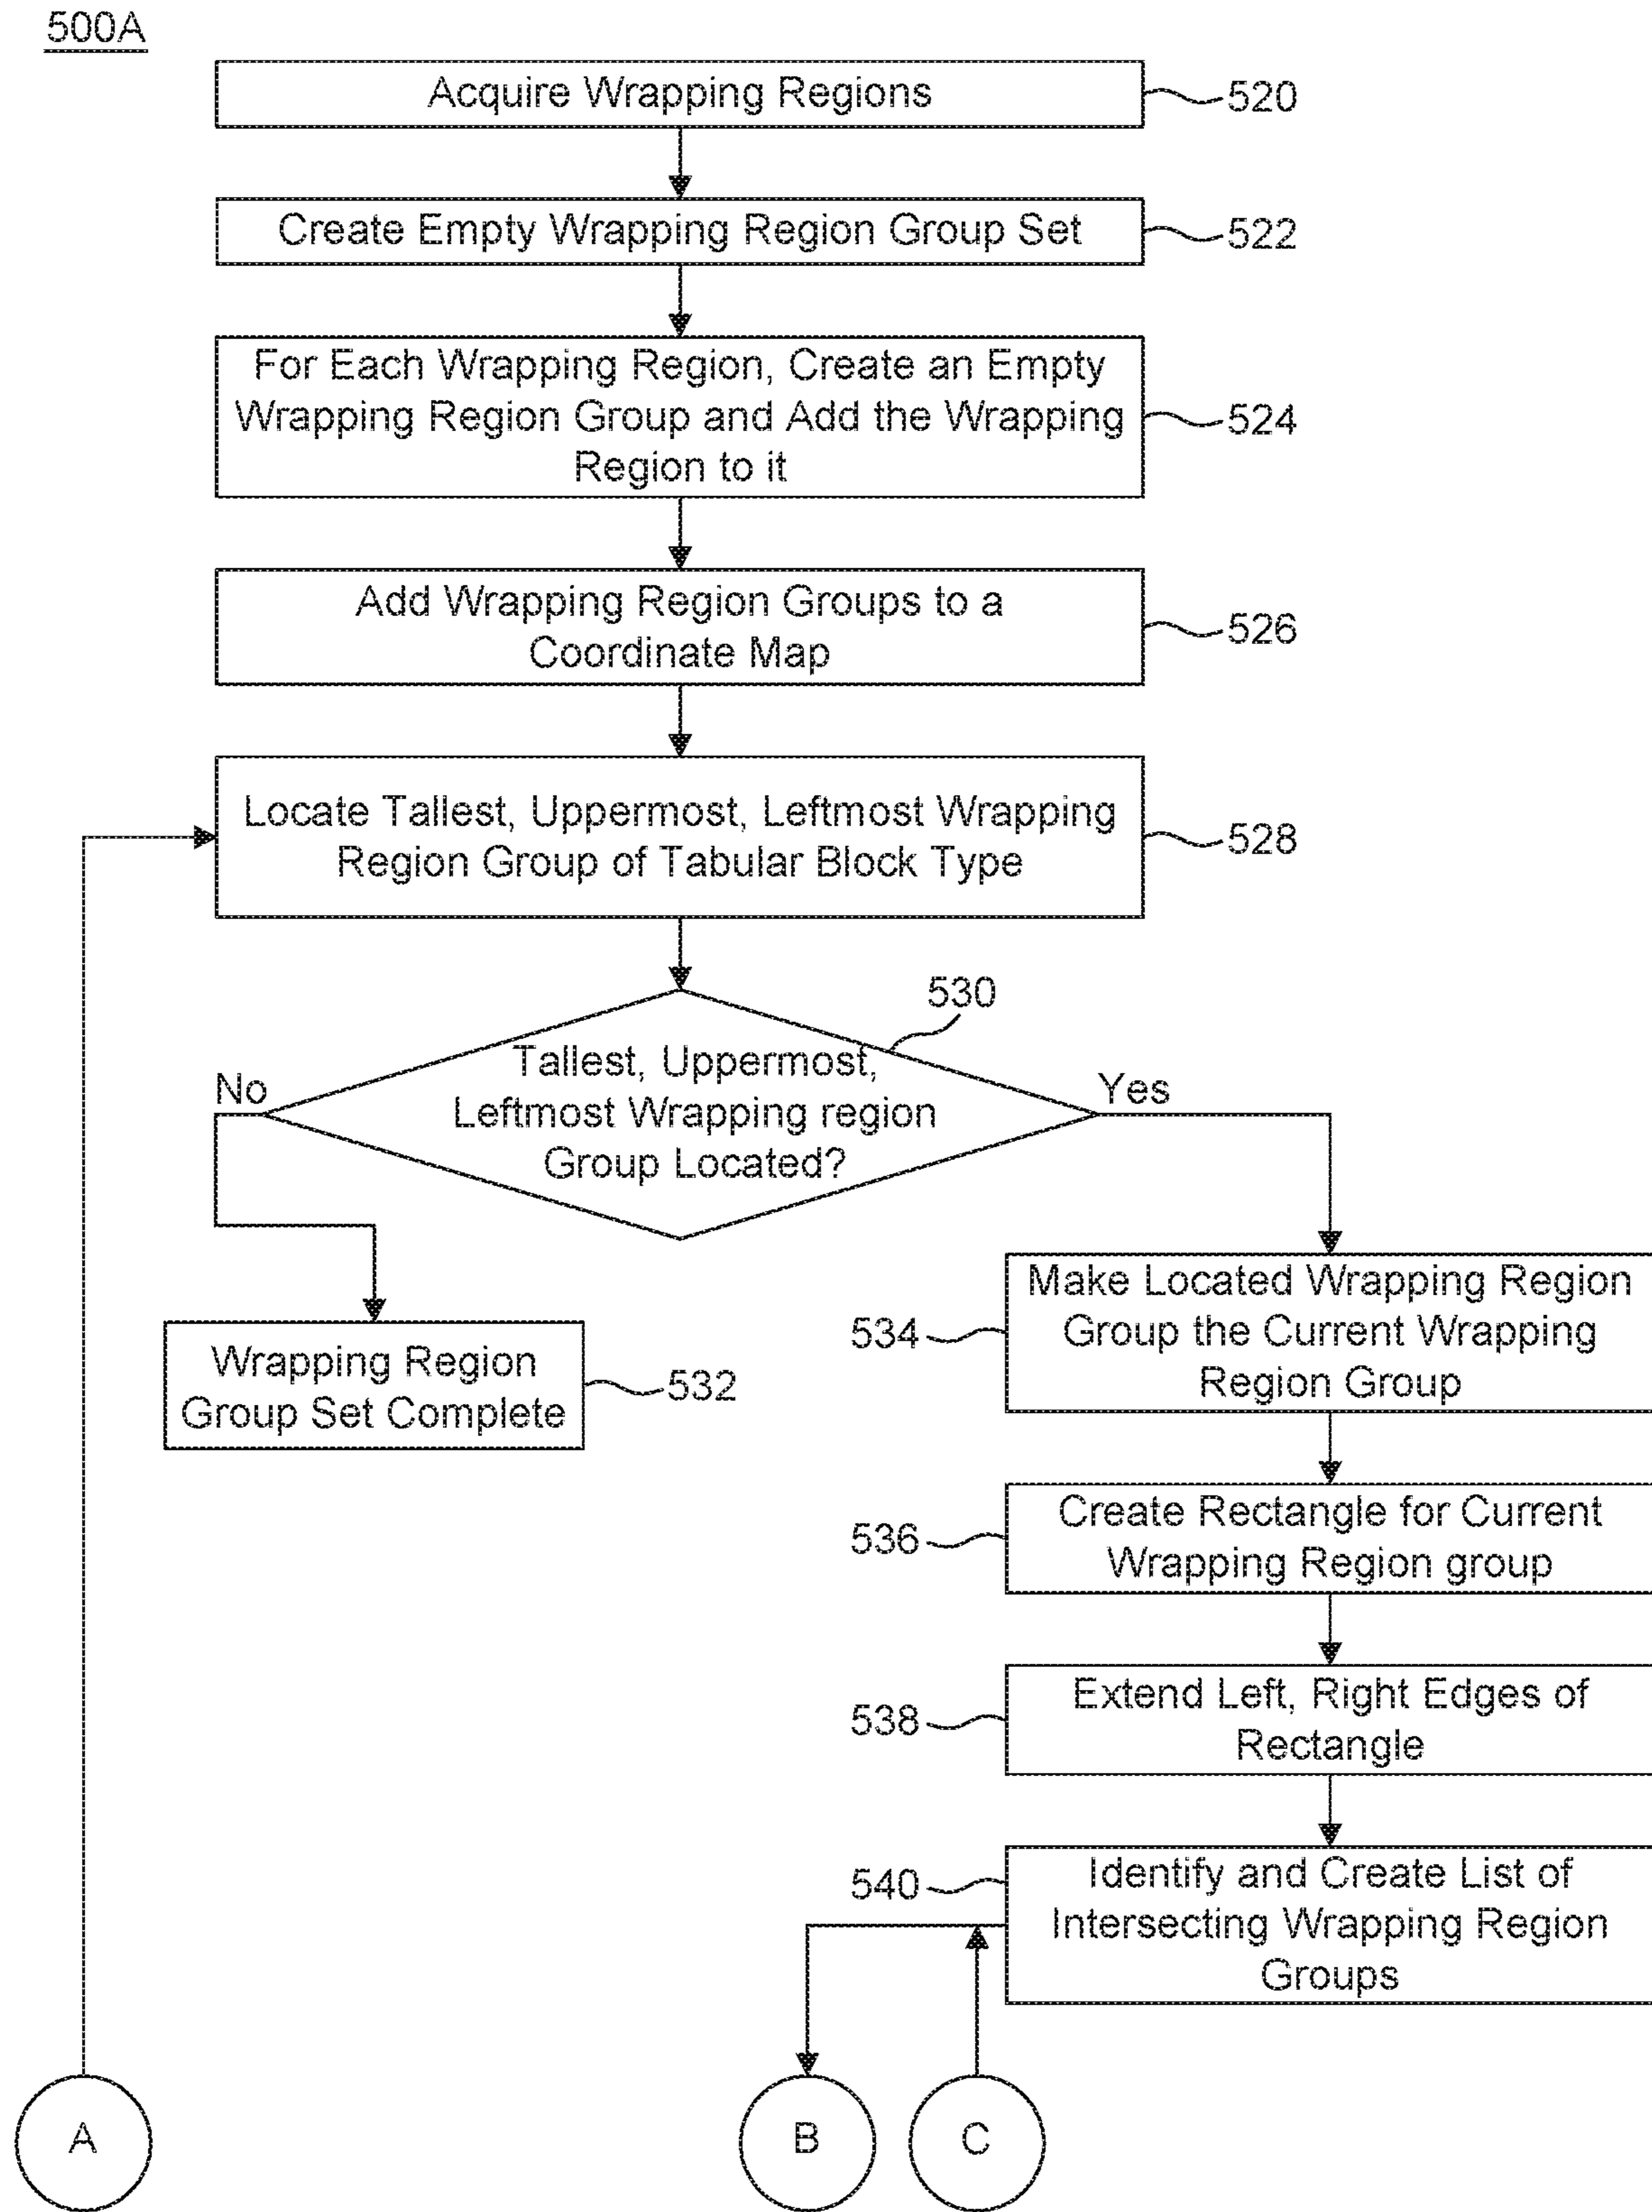 500A
Acquire Wrapping Regions
520
Create Empty Wrapping Region Group Set
522
For Each Wrapping Region, Create an Empty
Wrapping Region Group and Add the Wrapping
Region to it
524
Add Wrapping Region Groups to a
Coordinate Map
526
Locate Tallest, Uppermost, Leftmost Wrapping
Region Group of Tabular Block Type
528
530
Tallest, Uppermost,
Leftmost Wrapping region
Group Located?
No
Yes
Wrapping Region
Group Set Complete
532
Make Located Wrapping Region
Group the Current Wrapping
Region Group
534
Create Rectangle for Current
Wrapping Region group
536
Extend Left, Right Edges of
Rectangle
538
Identify and Create List of
Intersecting Wrapping Region
Groups
540
A
B
C